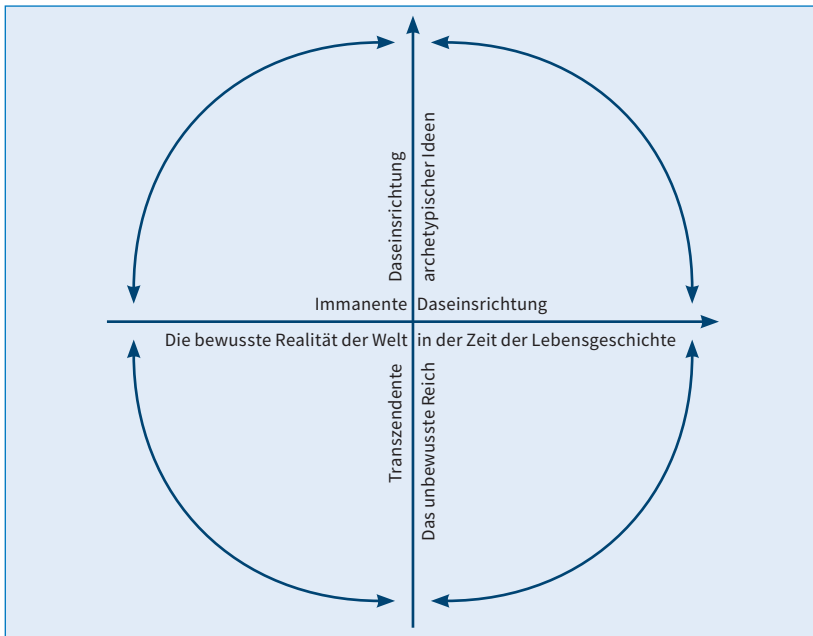 Transzendente Daseinsrichtung
Das unbewusste Reich archetypischer Ideen
Immanente Daseinsrichtung
Die bewusste Realität der Welt in der Zeit der Lebensgeschichte